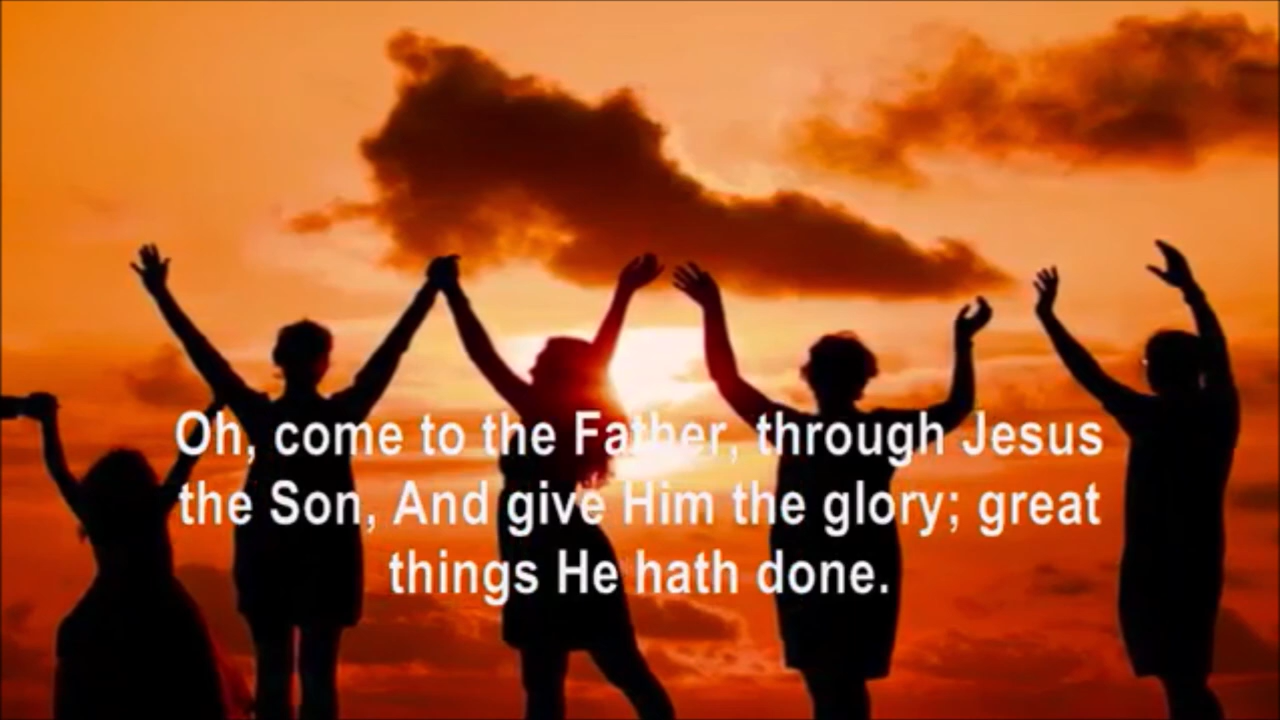 Oh, come to the Father, through Jesus
the Son, And give Him the glory; great
things He hath done.